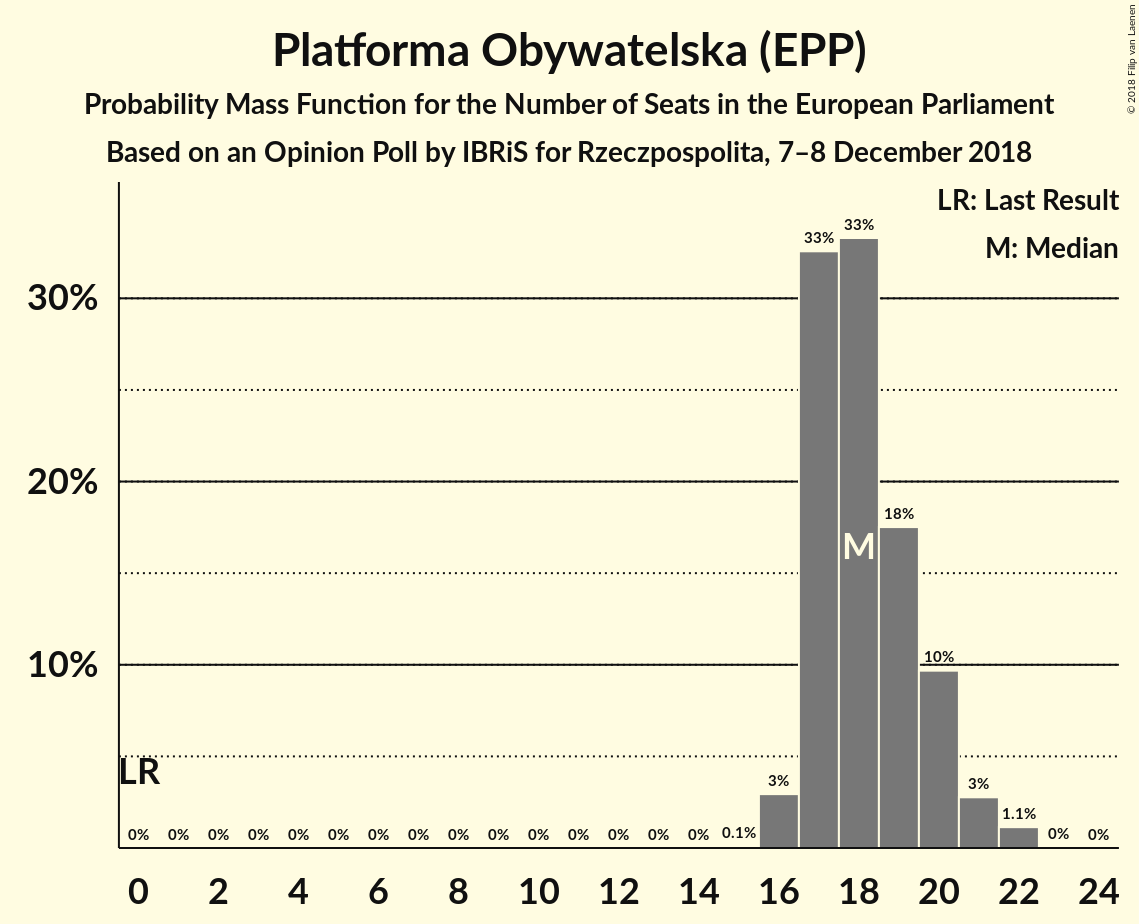 Platforma Obywatelska (EPP)
Probability Mass Function for the Number of Seats in the European Parliament
Based on an Opinion Poll by IBRiS for Rzeczpospolita, 7–8 December 2018
© 2018 Filip van Laenen
LR: Last Result
M: Median
30%
20%
10%
33%
33%
18%
M
10%
LR
3%
3%
1.1%
0% 0% 0% 0% 0% 0% 0% 0% 0% 0% 0% 0% 0% 0% 0% 0.1% 0% 0%
0 2 4 6 8 10 12 14 16 18 20 22 24